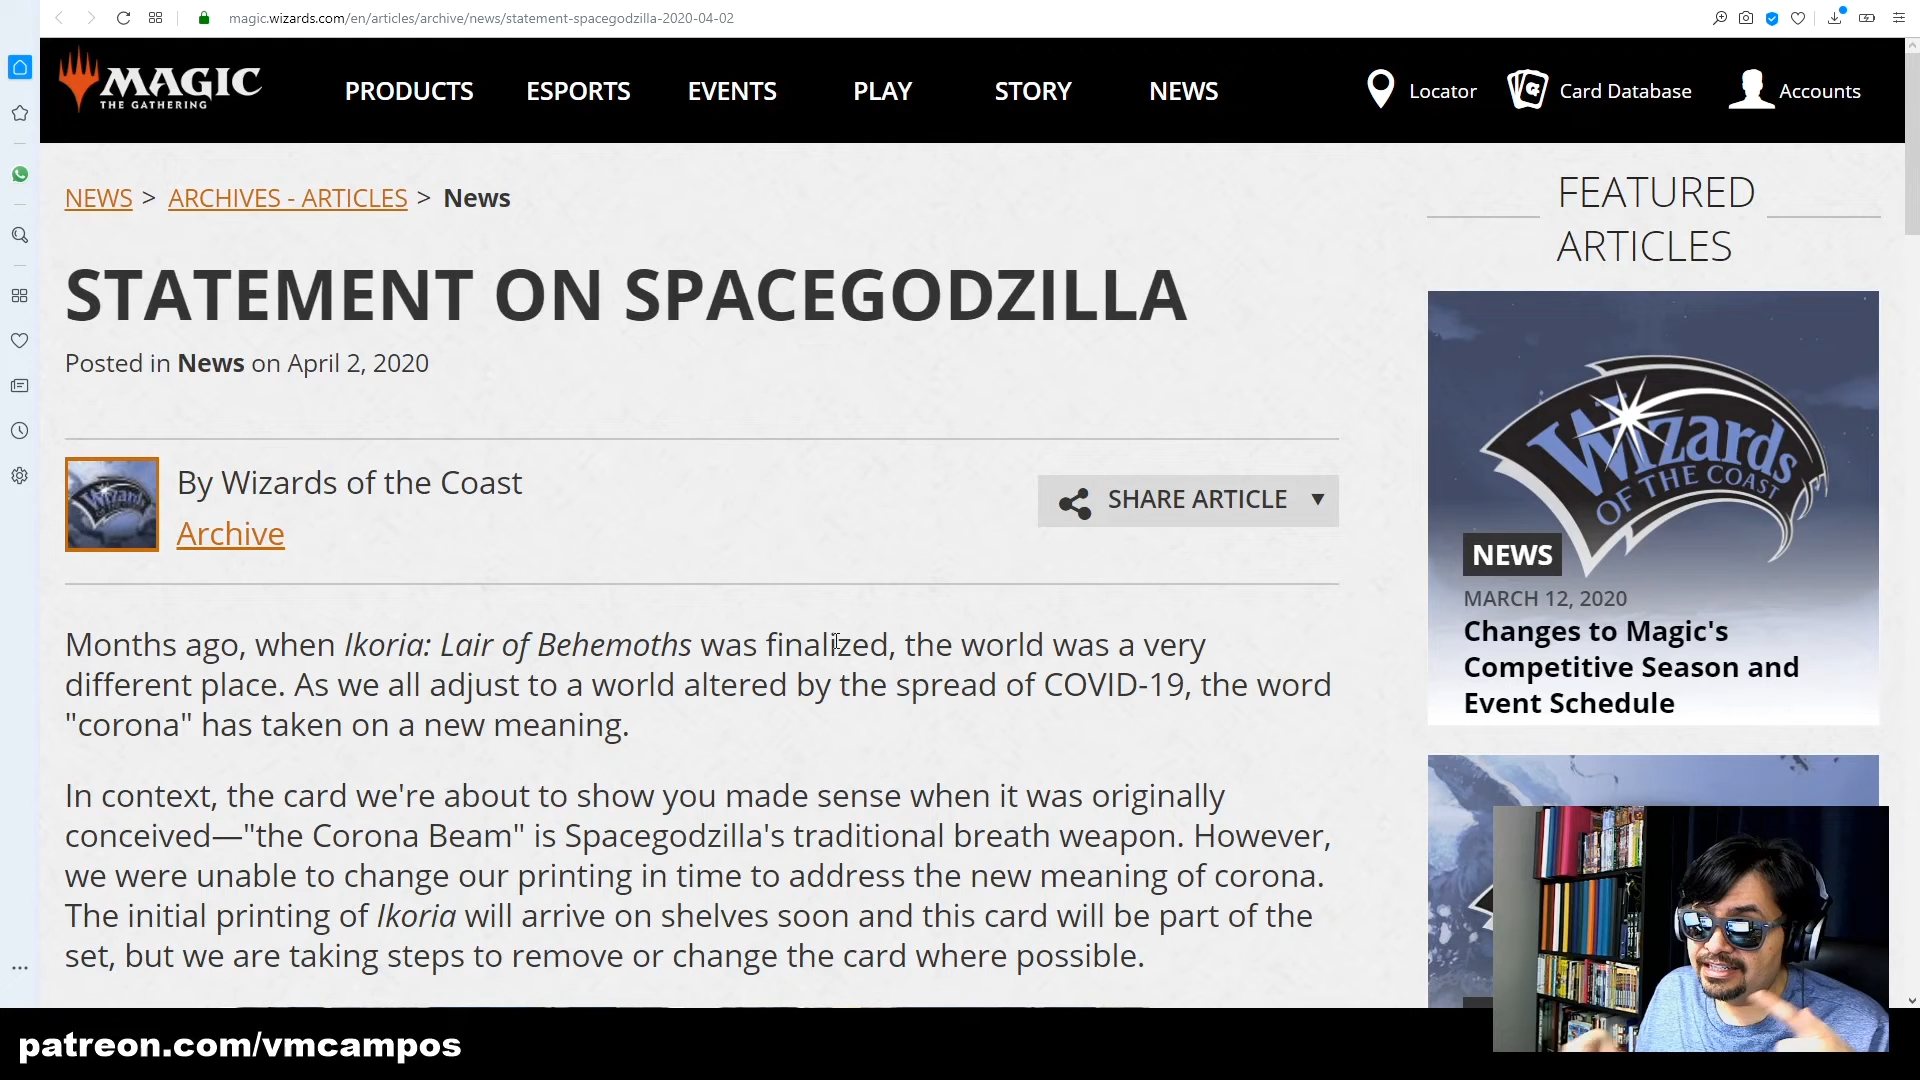 magic.wizards.com/en/articles/archive/news/statement-spacegodzilla-2020-04-02
MAGIC
THE GATHERING
PRODUCTS
ESPORTS
EVENTS
PLAY
STORY
NEWS
Locator
Card Database
Accounts
NEWS > ARCHIVES - ARTICLES > News
STATEMENT ON SPACEGODZILLA
Posted in News on April 2, 2020
By Wizards of the Coast
Archive
SHARE ARTICLE
Months ago, when Ikoria: Lair of Behemoths was finalized, the world was a very
different place. As we all adjust to a world altered by the spread of COVID-19, the word
"corona" has taken on a new meaning.
In context, the card we're about to show you made sense when it was originally
conceived—"the Corona Beam" is Spacegodzilla's traditional breath weapon. However,
we were unable to change our printing in time to address the new meaning of corona.
The initial printing of Ikoria will arrive on shelves soon and this card will be part of the
set, but we are taking steps to remove or change the card where possible.
FEATURED
ARTICLES
Wizards
OF THE COAST
NEWS
MARCH 12, 2020
Changes to Magic's
Competitive Season and
Event Schedule
patreon.com/vmcampos